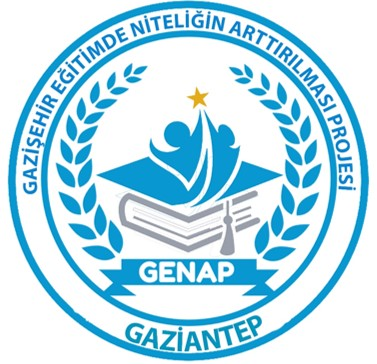 GAZİŞEHİR EĞİTİMDE NİTELİĞİN ARTTIRILMASI PROJESİ
GENAP
GAZİANTEP